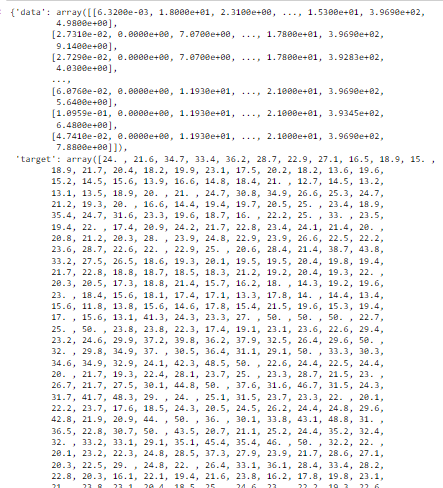 : {'data': array([[6.3200e-03, 1.8000e+01, 2.3100e+00, ..., 1.5300e+01, 3.9690e+02,
4.9800e+00],
[2.7310e-02, 0.0000e+00, 7.0700e+00, ..., 1.7800e+01, 3.9690e+02,
9.1400e+00],
[2.7290e-02, 0.0000e+00, 7.0700e+00, ..., 1.7800e+01, 3.9283e+02,
4.0300e+00],
...,
[6.0760e-02, 0.0000e+00, 1.1930e+01, ..., 2.1000e+01, 3.9690e+02,
5.6400e+00],
[1.0959e-01, 0.0000e+00, 1.1930e+01, ..., 2.1000e+01, 3.9345e+02,
6.4800e+00],
[4.7410e-02, 0.0000e+00, 1.1930e+01, ..., 2.1000e+01, 3.9690e+02,
7.8800e+00]]),
'target': array([24. , 21.6, 34.7, 33.4, 36.2, 28.7, 22.9, 27.1, 16.5, 18.9, 15. ,
18.9, 21.7, 20.4, 18.2, 19.9, 23.1, 17.5, 20.2, 18.2, 13.6, 19.6,
15.2, 14.5, 15.6, 13.9, 16.6, 14.8, 18.4, 21. , 12.7, 14.5, 13.2,
13.1, 13.5, 18.9, 20. , 21. , 24.7, 30.8, 34.9, 26.6, 25.3, 24.7,
21.2, 19.3, 20. , 16.6, 14.4, 19.4, 19.7, 20.5, 25. , 23.4, 18.9,
35.4, 24.7, 31.6, 23.3, 19.6, 18.7, 16. , 22.2, 25. , 33. , 23.5,
19.4, 22. , 17.4, 20.9, 24.2, 21.7, 22.8, 23.4, 24.1, 21.4, 20. ,
20.8, 21.2, 20.3, 28. , 23.9, 24.8, 22.9, 23.9, 26.6, 22.5, 22.2,
23.6, 28.7, 22.6, 22. , 22.9, 25. , 20.6, 28.4, 21.4, 38.7, 43.8,
33.2, 27.5, 26.5, 18.6, 19.3, 20.1, 19.5, 19.5, 20.4, 19.8, 19.4,
21.7, 22.8, 18.8, 18.7, 18.5, 18.3, 21.2, 19.2, 20.4, 19.3, 22. ,
20.3, 20.5, 17.3, 18.8, 21.4, 15.7, 16.2, 18. , 14.3, 19.2, 19.6,
23. , 18.4, 15.6, 18.1, 17.4, 17.1, 13.3, 17.8, 14. , 14.4, 13.4,
15.6, 11.8, 13.8, 15.6, 14.6, 17.8, 15.4, 21.5, 19.6, 15.3, 19.4,
17. , 15.6, 13.1, 41.3, 24.3, 23.3, 27. , 50. , 50. , 50. , 22.7,
25. , 50. , 23.8, 23.8, 22.3, 17.4, 19.1, 23.1, 23.6, 22.6, 29.4,
23.2, 24.6, 29.9, 37.2, 39.8, 36.2, 37.9, 32.5, 26.4, 29.6, 50. ,
32. , 29.8, 34.9, 37. , 30.5, 36.4, 31.1, 29.1, 50. , 33.3, 30.3,
34.6, 34.9, 32.9, 24.1, 42.3, 48.5, 50. , 22.6, 24.4, 22.5, 24.4,
20. , 21.7, 19.3, 22.4, 28.1, 23.7, 25. , 23.3, 28.7, 21.5, 23. ,
26.7, 21.7, 27.5, 30.1, 44.8, 50. , 37.6, 31.6, 46.7, 31.5, 24.3,
31.7, 41.7, 48.3, 29. , 24. , 25.1, 31.5, 23.7, 23.3, 22. , 20.1,
22.2, 23.7, 17.6, 18.5, 24.3, 20.5, 24.5, 26.2, 24.4, 24.8, 29.6,
42.8, 21.9, 20.9, 44. , 50. , 36. , 30.1, 33.8, 43.1, 48.8, 31. ,
36.5, 22.8, 30.7, 50. , 43.5, 20.7, 21.1, 25.2, 24.4, 35.2, 32.4,
32. , 33.2, 33.1, 29.1, 35.1, 45.4, 35.4, 46. , 50. , 32.2, 22. ,
20.1, 23.2, 22.3, 24.8, 28.5, 37.3, 27.9, 23.9, 21.7, 28.6, 27.1,
20.3, 22.5, 29. , 24.8, 22. , 26.4, 33.1, 36.1, 28.4, 33.4, 28.2,
22.8, 20.3, 16.1, 22.1, 19.4, 21.6, 23.8, 16.2, 17.8, 19.8, 23.1,